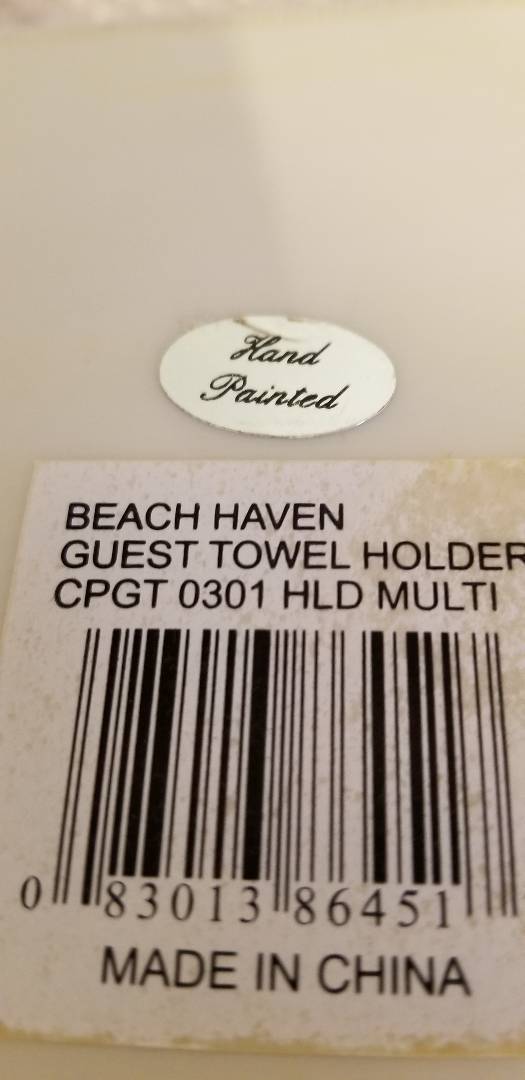 Hand
Painted
BEACH HAVEN
GUEST TOWEL HOLDER
CPGT 0301 HLD MULTI
0 83013 86451
MADE IN CHINA